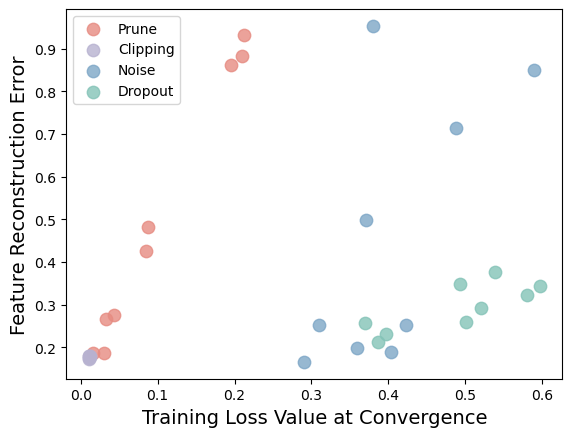 Prune
Clipping
Noise
Dropout
Feature Reconstruction Error
0.9
0.8
0.7
0.6
0.5
0.4
0.3
0.2
0.0 0.1 0.2 0.3 0.4 0.5 0.6
Training Loss Value at Convergence